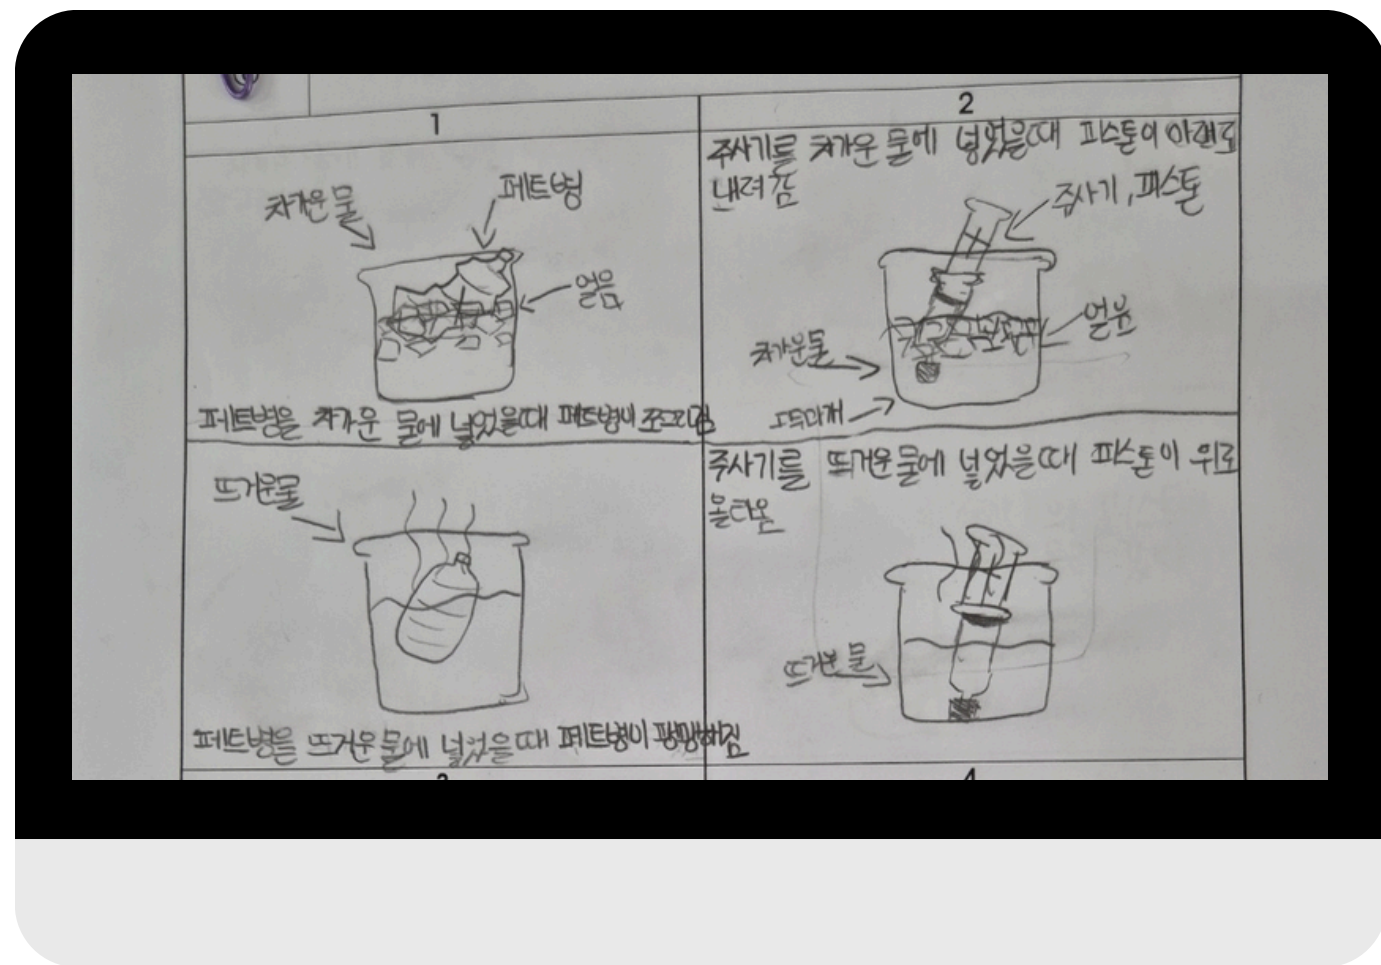 1
차가운 물
페트병
얼음
페트병을 차가운 물에 넣었을때 페트병이 쪼그라짐
2
주사기를 차가운 물에 넣었을때 피스톤이 아래로
내려감
주사기, 피스톤
얼음
차가운물
고무마개
뜨거운물
페트병을 뜨거운물에 넣었을때 페트병이 팽팽해짐
주사기를 뜨거운물에 넣었을때 피스톤이 위로
올라옴
뜨거운물
4